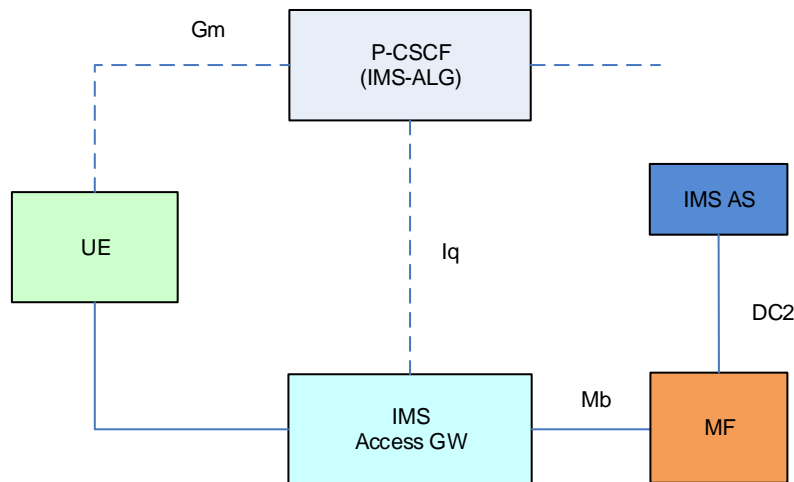 Gm
P-CSCF
(IMS-ALG)
IMS AS
UE
Iq
DC2
IMS
Access GW
Mb
MF